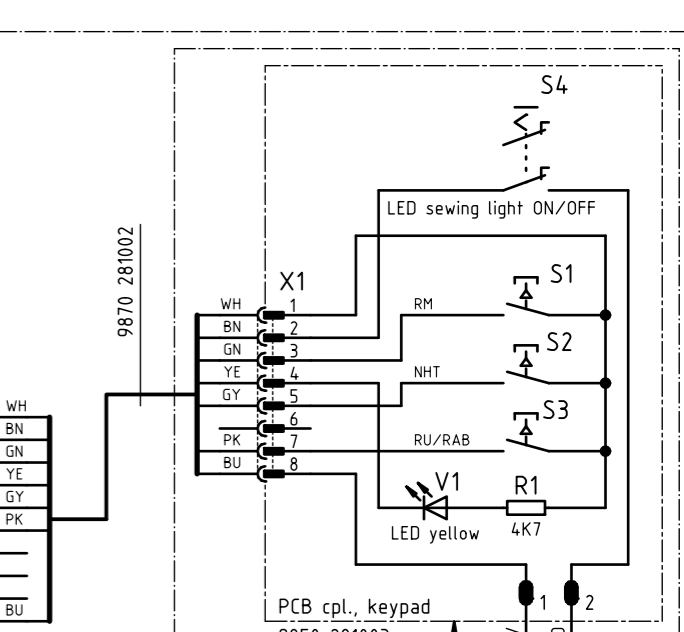 S4
LED sewing light ON/OFF
9870 281002
X1
WH 1
BN 2
GN 3
YE 4
GY 5
6
PK 7
BU 8
RM
S1
NHT
S2
RU/RAB
S3
V1
LED yellow
R1
4K7
WH
BN
GN
YE
GY
PK
BU
1
2
PCB cpl., keypad